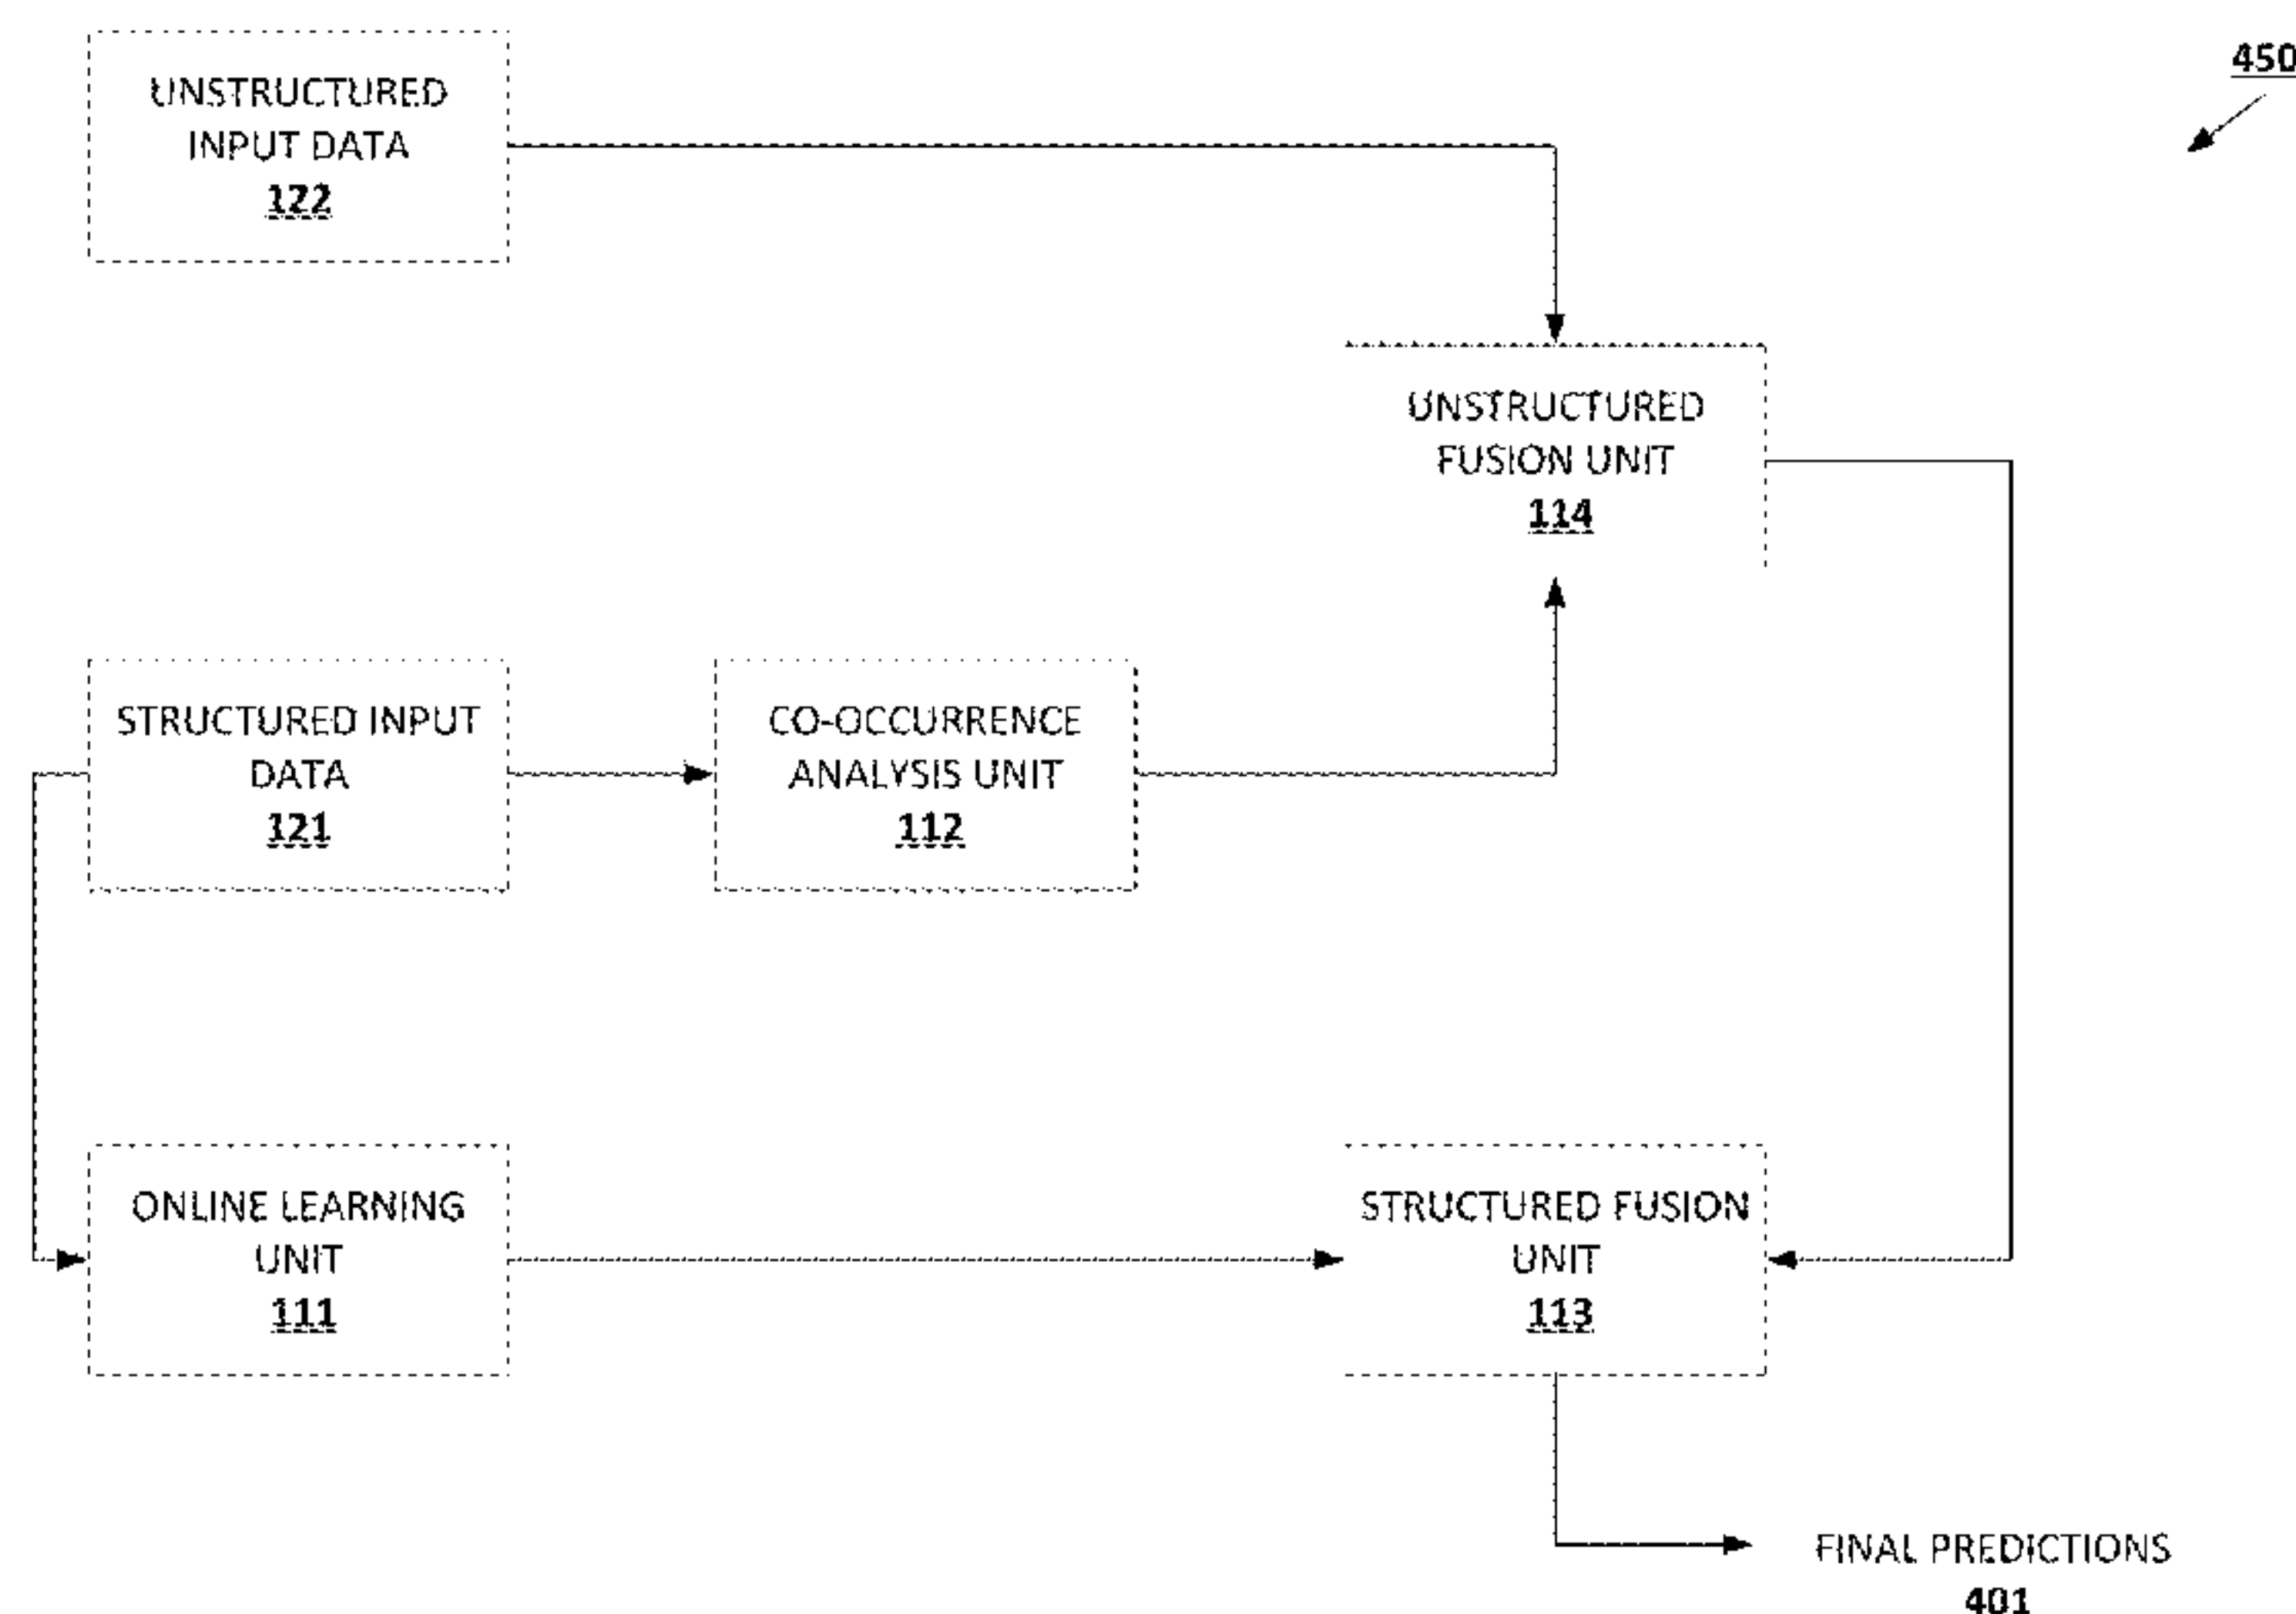 450
UNSTRUCTURED
INPUT DATA
122
UNSTRUCTURED
FUSION UNIT
114
STRUCTURED INPUT
DATA
121
CO-OCCURRENCE
ANALYSIS UNIT
112
ONLINE LEARNING
UNIT
111
STRUCTURED FUSION
UNIT
113
FINAL PREDICTIONS
401